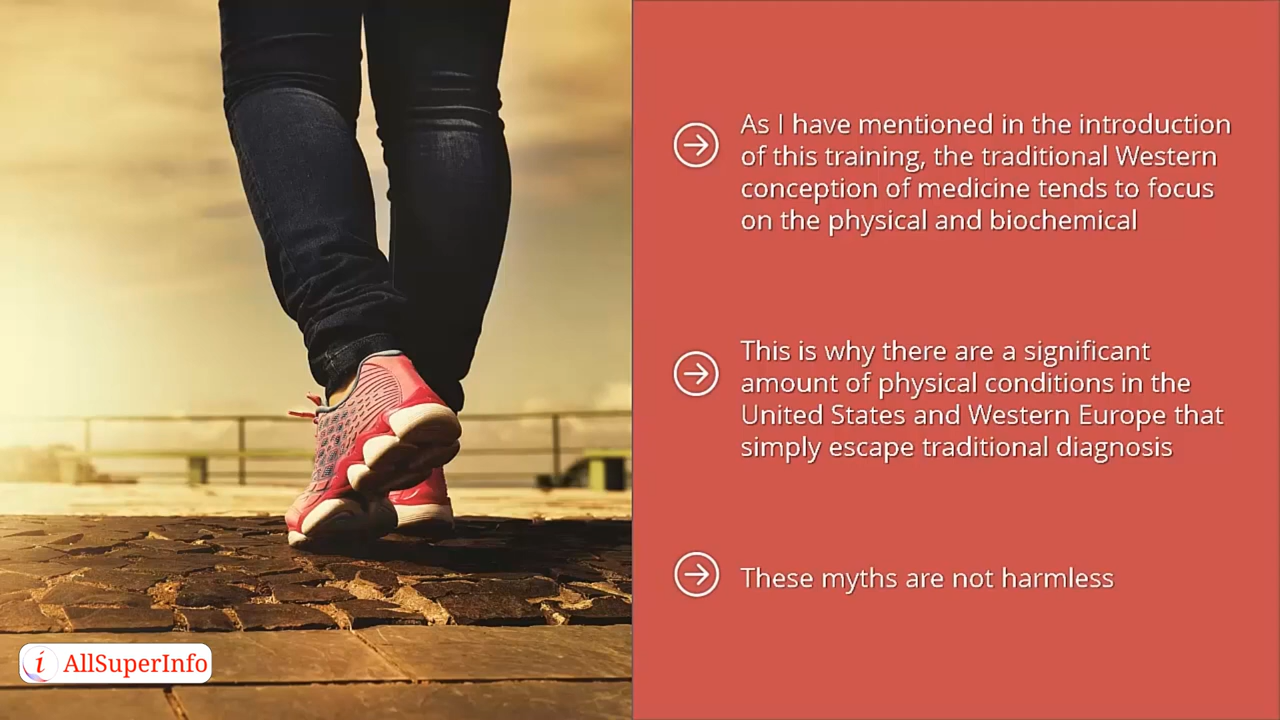 As I have mentioned in the introduction
of this training, the traditional Western
conception of medicine tends to focus
on the physical and biochemical
This is why there are a significant
amount of physical conditions in the
United States and Western Europe that
simply escape traditional diagnosis
These myths are not harmless
i AllSuperInfo